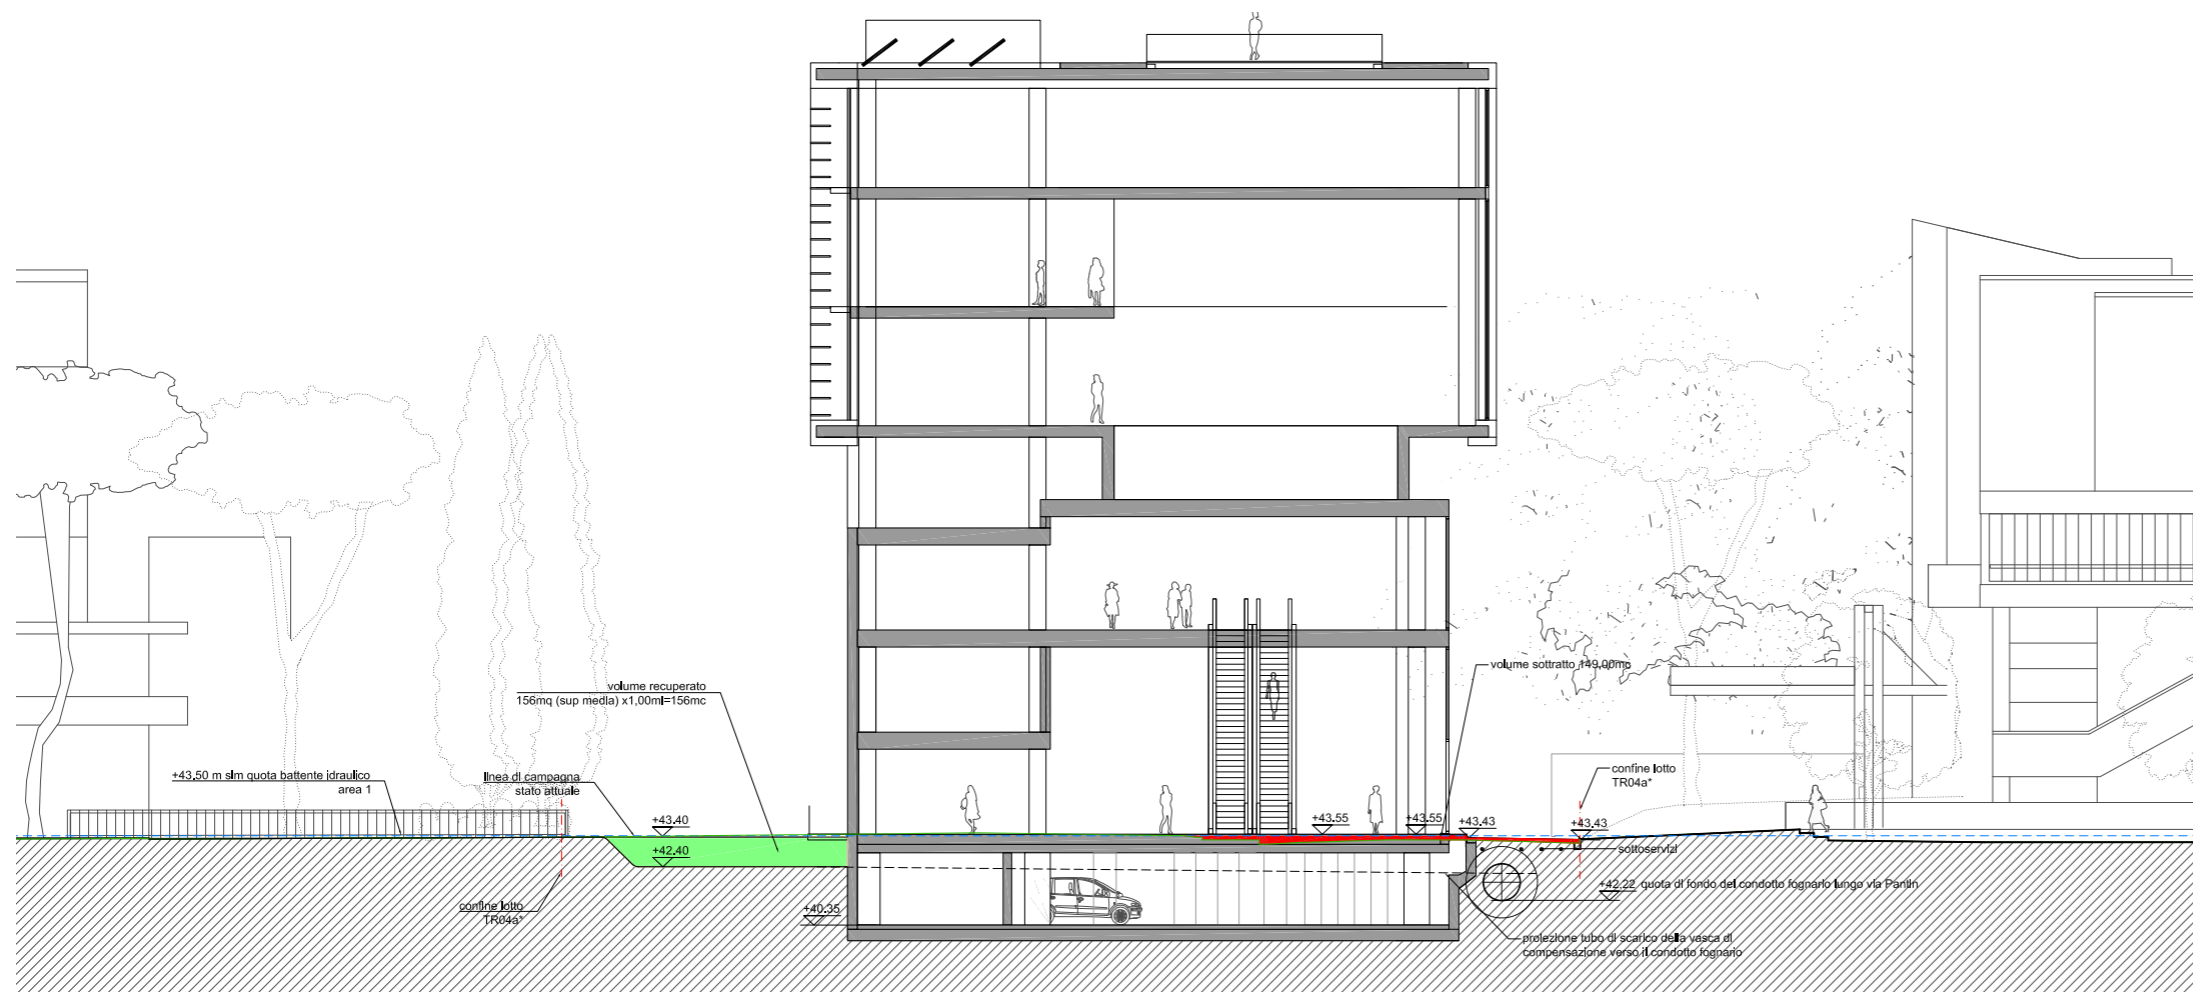 volume sottratto 149,00mc
volume recuperato
156mq (sup media) x1,00ml=156mc
+43,50 m slm quota battente idraulico
area 1
linea di campagna
stato attuale
confine lotto
TR04a*
+43.40
+43.55
+43.55
+43.43
+43.43
sottoservizi
+42.40
+42.22 quota di fondo del condotto fognario lungo via Pantin
confine lotto
TR04a*
+40.35
proiezione tubo di scarico della vasca di
compensazione verso il condotto fognario